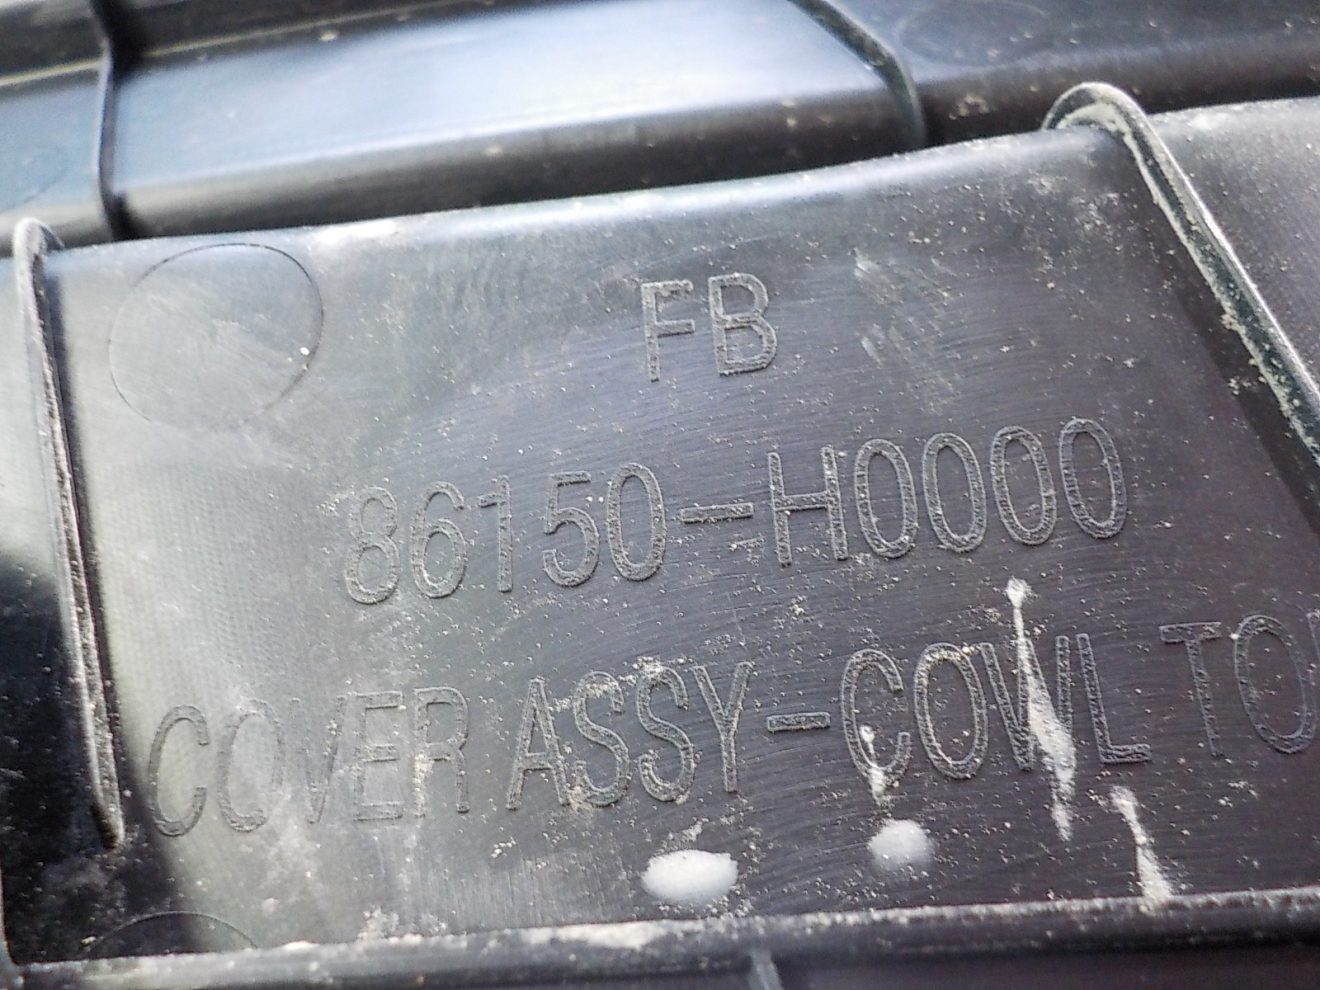 FB
86150-H0000
COVER ASSY-COWL TO